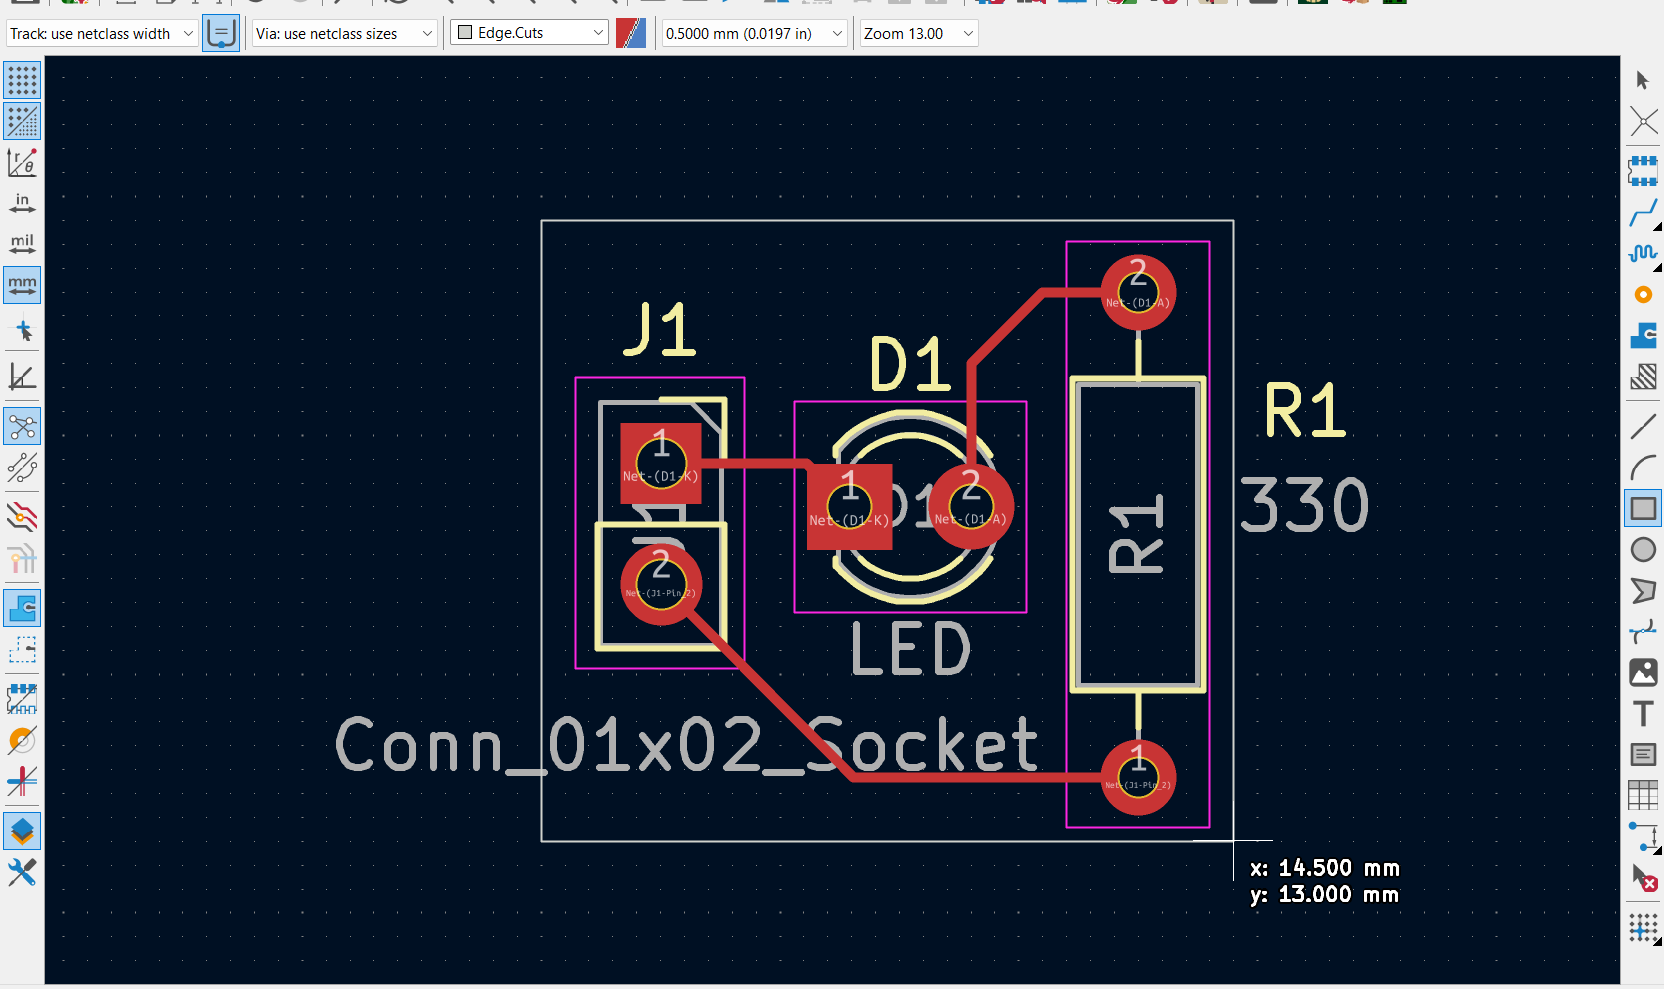 Track: use netclass width
Via: use netclass sizes
Edge.Cuts
0.5000 mm (0.0197 in)
Zoom 13.00
r
θ
in
mil
mm
T
J1
D1
R1
330
LED
Conn_01x02_Socket
1
Net-(D1-K)
J1
2
Net-(J1-Pin_2)
1
Net-(D1-K)
D1
2
Net-(D1-A)
2
Net-(D1-A)
R1
1
Net-(J1-Pin_2)
x: 14.500 mm
y: 13.000 mm